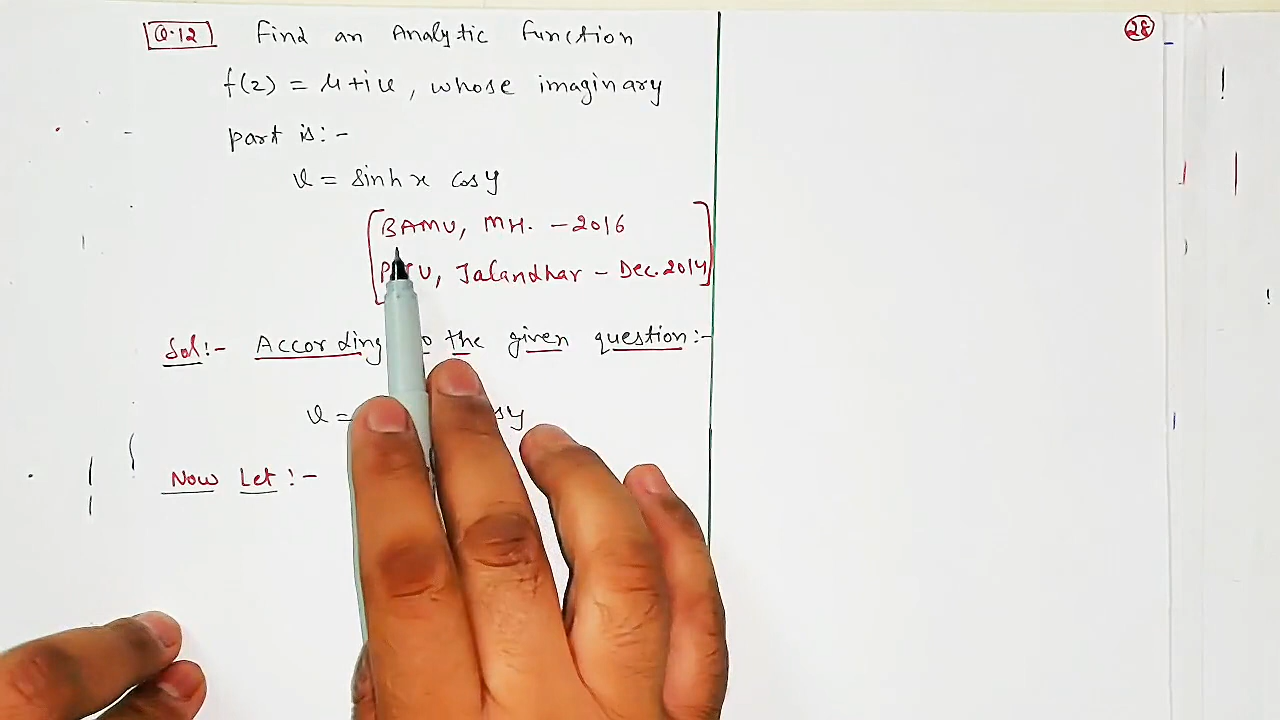 Q.12 Find an Analytic function
f(z) = u+iv, whose imaginary
part is:-
v = sinh x cos y
[BAMU, MH. - 2016
Jalandhar - Dec. 2014]
Sol:- According the given question:-
v =
Now Let :-
28